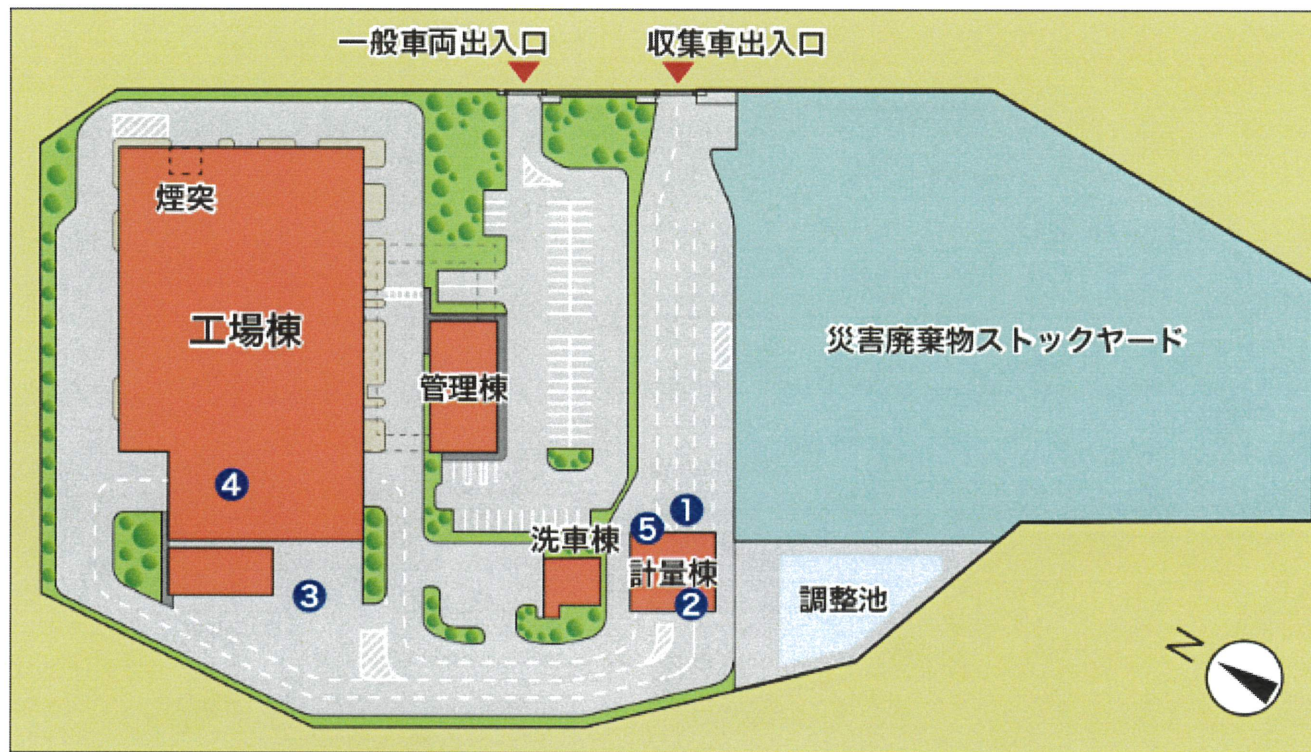 一般車両出入口
収集車出入口
煙突
工場棟
管理棟
災害廃棄物ストックヤード
4
1
5
洗車棟
計量棟
3
2
調整池
N